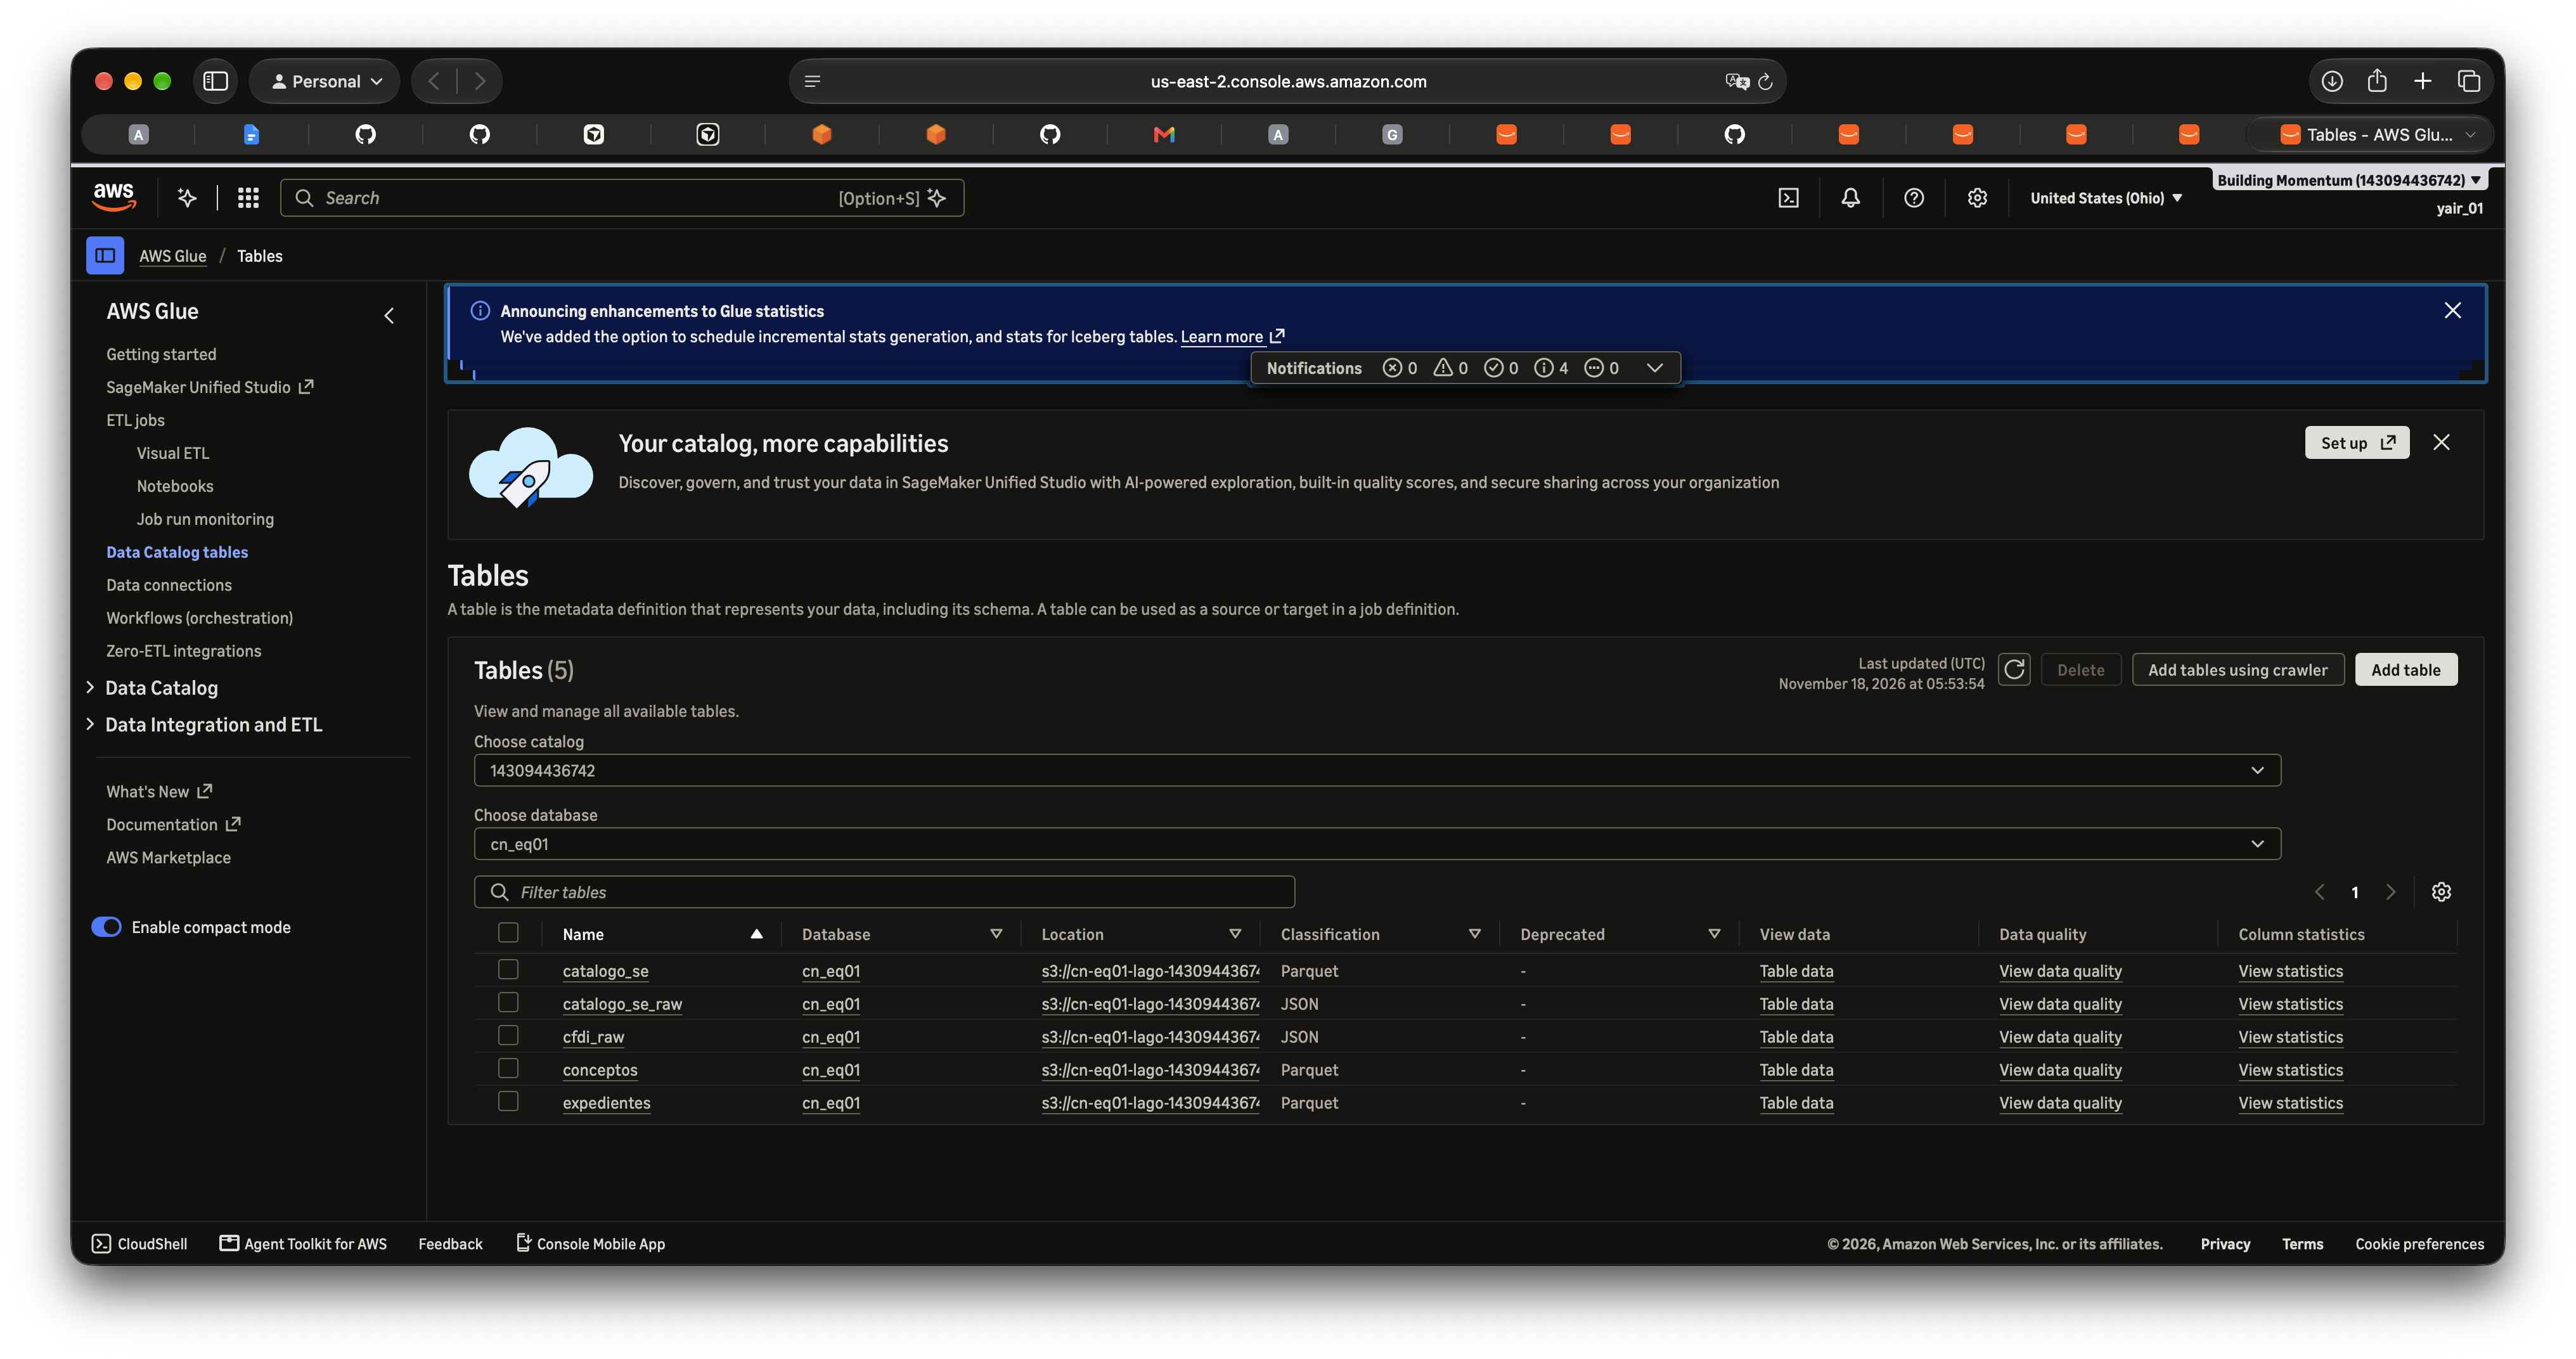 Personal
us-east-2.console.aws.amazon.com
A
A
G
Tables - AWS Glu...
aws
Search
[Option+S]
United States (Ohio)
Building Momentum (143094436742)
yair_01
AWS Glue / Tables
AWS Glue
Getting started
SageMaker Unified Studio
ETL jobs
Visual ETL
Notebooks
Job run monitoring
Data Catalog tables
Data connections
Workflows (orchestration)
Zero-ETL integrations
Data Catalog
Data Integration and ETL
What's New
Documentation
AWS Marketplace
Enable compact mode
Announcing enhancements to Glue statistics
We've added the option to schedule incremental stats generation, and stats for Iceberg tables. Learn more
Notifications 0 0 0 4 0
Your catalog, more capabilities
Discover, govern, and trust your data in SageMaker Unified Studio with AI-powered exploration, built-in quality scores, and secure sharing across your organization
Set up
Tables
A table is the metadata definition that represents your data, including its schema. A table can be used as a source or target in a job definition.
Tables (5)
Last updated (UTC)
November 18, 2026 at 05:53:54
Delete
Add tables using crawler
Add table
View and manage all available tables.
Choose catalog
143094436742
Choose database
cn_eq01
Filter tables
1
Name Database Location Classification Deprecated View data Data quality Column statistics
catalogo_se cn_eq01 s3://cn-eq01-lago-14309443674 Parquet - Table data View data quality View statistics
catalogo_se_raw cn_eq01 s3://cn-eq01-lago-14309443674 JSON - Table data View data quality View statistics
cfdi_raw cn_eq01 s3://cn-eq01-lago-14309443674 JSON - Table data View data quality View statistics
conceptos cn_eq01 s3://cn-eq01-lago-14309443674 Parquet - Table data View data quality View statistics
expedientes cn_eq01 s3://cn-eq01-lago-14309443674 Parquet - Table data View data quality View statistics
CloudShell
Agent Toolkit for AWS
Feedback
Console Mobile App
© 2026, Amazon Web Services, Inc. or its affiliates.
Privacy
Terms
Cookie preferences